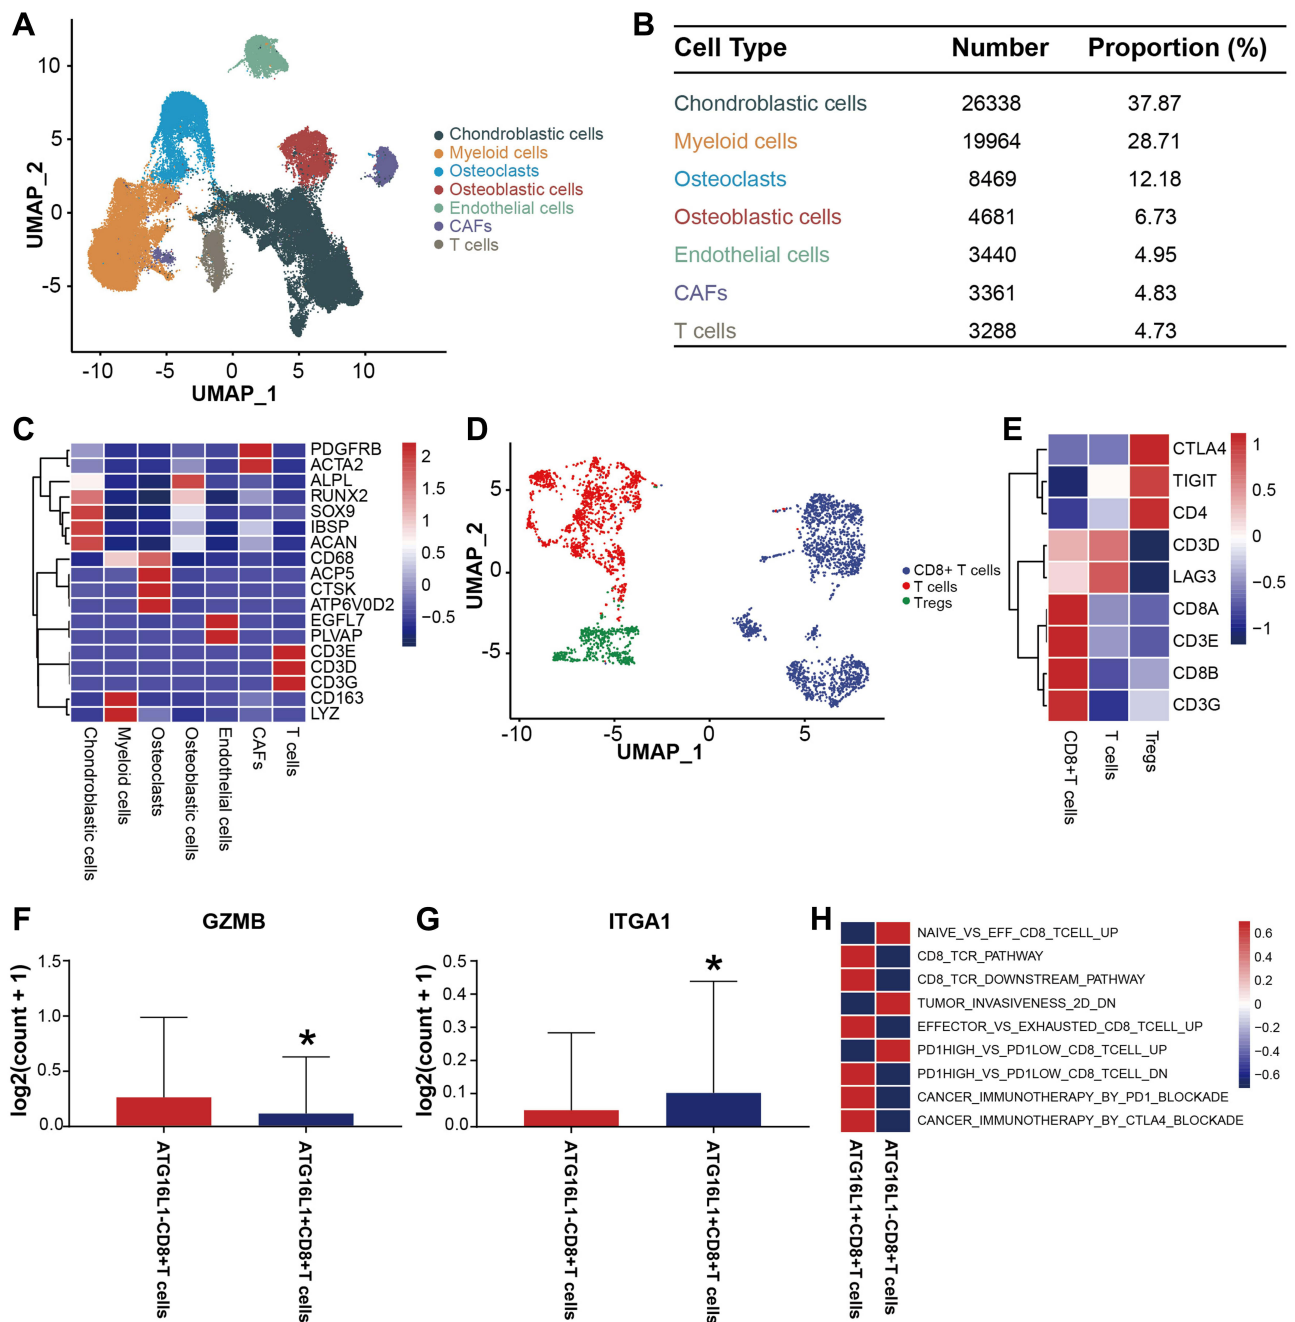 A
10
5
0
-5
UMAP_2
-10 -5 0 5 10
UMAP_1
Chondroblastic cells
Myeloid cells
Osteoclasts
Osteoblastic cells
Endothelial cells
CAFs
T cells
B
Cell Type Number Proportion (%)
Chondroblastic cells 26338 37.87
Myeloid cells 19964 28.71
Osteoclasts 8469 12.18
Osteoblastic cells 4681 6.73
Endothelial cells 3440 4.95
CAFs 3361 4.83
T cells 3288 4.73
C
PDGFRB
ACTA2
ALPL
RUNX2
SOX9
IBSP
ACAN
CD68
ACP5
CTSK
ATP6V0D2
EGFL7
PLVAP
CD3E
CD3D
CD3G
CD163
LYZ
2
1.5
1
0.5
0
−0.5
Chondroblastic cells
Myeloid cells
Osteoclasts
Osteoblastic cells
Endothelial cells
CAFs
T cells
D
5
0
-5
UMAP_2
-10 -5 0 5
UMAP_1
CD8+ T cells
T cells
Tregs
E
CTLA4
TIGIT
CD4
CD3D
LAG3
CD8A
CD3E
CD8B
CD3G
1
0.5
0
−0.5
−1
CD8+T cells
T cells
Tregs
F
GZMB
log2(count + 1)
1.5
1.0
0.5
0.0
*
ATG16L1-CD8+T cells
ATG16L1+CD8+T cells
G
ITGA1
log2(count + 1)
0.5
0.4
0.3
0.2
0.1
0.0
*
ATG16L1-CD8+T cells
ATG16L1+CD8+T cells
H
NAIVE_VS_EFF_CD8_TCELL_UP
CD8_TCR_PATHWAY
CD8_TCR_DOWNSTREAM_PATHWAY
TUMOR_INVASIVENESS_2D_DN
EFFECTOR_VS_EXHAUSTED_CD8_TCELL_UP
PD1HIGH_VS_PD1LOW_CD8_TCELL_UP
PD1HIGH_VS_PD1LOW_CD8_TCELL_DN
CANCER_IMMUNOTHERAPY_BY_PD1_BLOCKADE
CANCER_IMMUNOTHERAPY_BY_CTLA4_BLOCKADE
0.6
0.4
0.2
0
−0.2
−0.4
−0.6
ATG16L1+CD8+T cells
ATG16L1-CD8+T cells